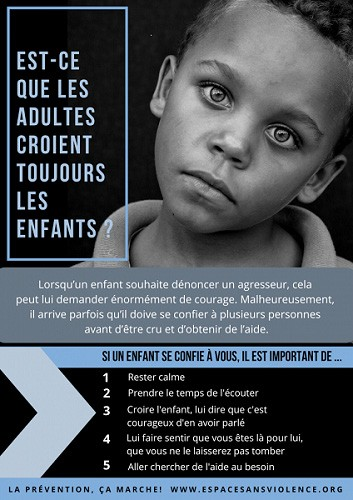 EST-CE
QUE LES
ADULTES
CROIENT
TOUJOURS
LES
ENFANTS ?
Lorsqu'un enfant souhaite dénoncer un agresseur, cela
peut lui demander énormément de courage. Malheureusement,
il arrive parfois qu'il doive se confier à plusieurs personnes
avant d'être cru et d'obtenir de l'aide.
SI UN ENFANT SE CONFIE À VOUS, IL EST IMPORTANT DE ...
1 Rester calme
2 Prendre le temps de l'écouter
3 Croire l'enfant, lui dire que c'est
courageux d'en avoir parlé
4 Lui faire sentir que vous êtes là pour lui,
que vous ne le laisserez pas tomber
5 Aller chercher de l'aide au besoin
LA PRÉVENTION, ÇA MARCHE! WWW.ESPACESANSVIOLENCE.ORG